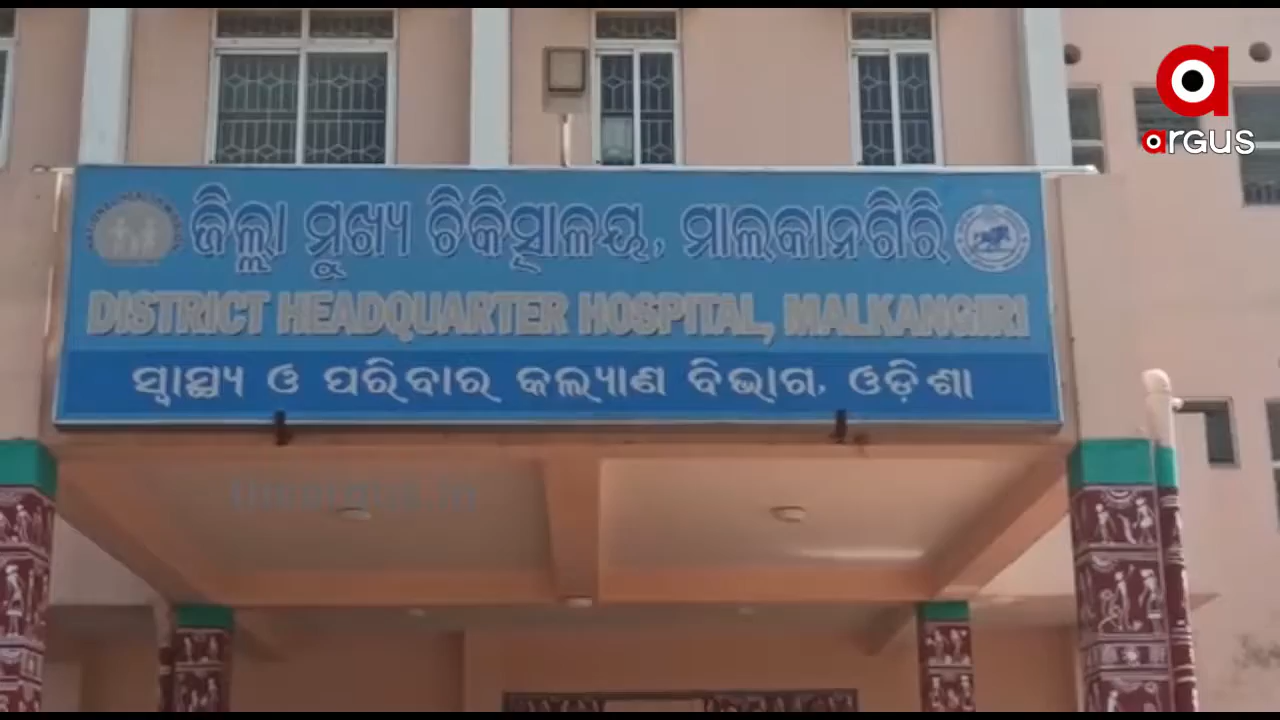 argus
ଜିଲ୍ଲା ମୁଖ୍ୟ ଚିକିତ୍ସାଳୟ, ମାଲକାନଗିରି
DISTRICT HEADQUARTER HOSPITAL, MALKANGIRI
ସ୍ୱାସ୍ଥ୍ୟ ଓ ପରିବାର କଲ୍ୟାଣ ବିଭାଗ, ଓଡ଼ିଶା